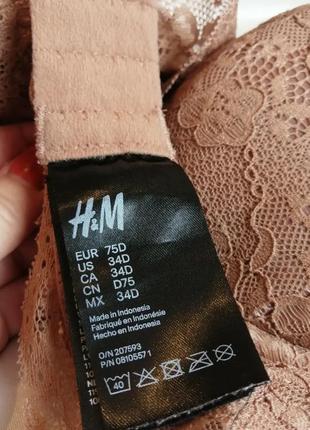 H&M
EUR 75D
US 34D
CA 34D
CN D75
MX 34D
Made in Indonesia
Fabriqué en Indonésie
Hecho en Indonesia
O/N 207593
P/N 08105571
40